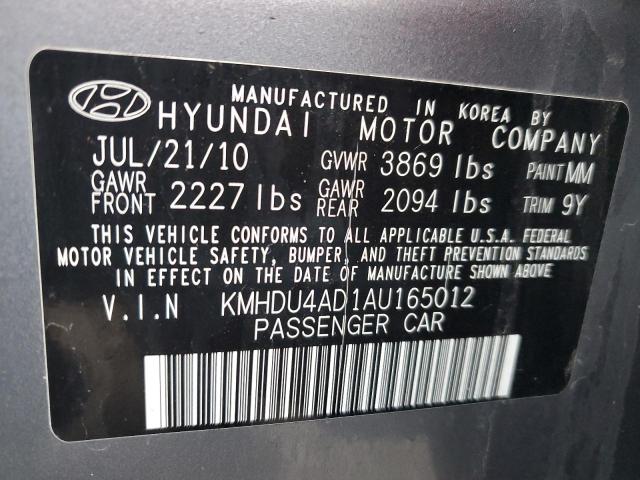 MANUFACTURED IN KOREA BY
HYUNDAI MOTOR COMPANY
JUL/21/10 GVWR 3869 lbs PAINT MM
GAWR FRONT 2227 lbs GAWR REAR 2094 lbs TRIM 9Y
THIS VEHICLE CONFORMS TO ALL APPLICABLE U.S.A. FEDERAL
MOTOR VEHICLE SAFETY, BUMPER, AND THEFT PREVENTION STANDARDS
IN EFFECT ON THE DATE OF MANUFACTURE SHOWN ABOVE.
V.I.N KMHDU4AD1AU165012
PASSENGER CAR